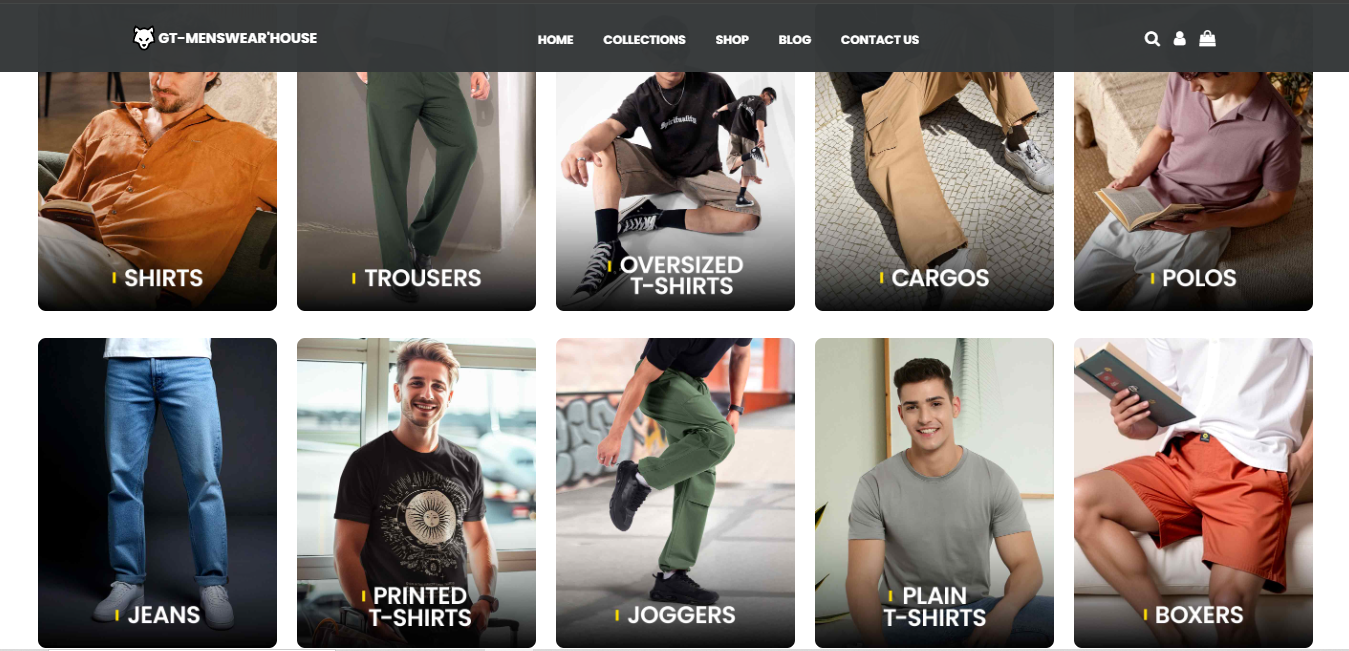 GT-MENSWEAR'HOUSE
HOME
COLLECTIONS
SHOP
BLOG
CONTACT US
Spirituality
SHIRTS
TROUSERS
OVERSIZED
T-SHIRTS
CARGOS
POLOS
JEANS
PRINTED
T-SHIRTS
JOGGERS
PLAIN
T-SHIRTS
BOXERS